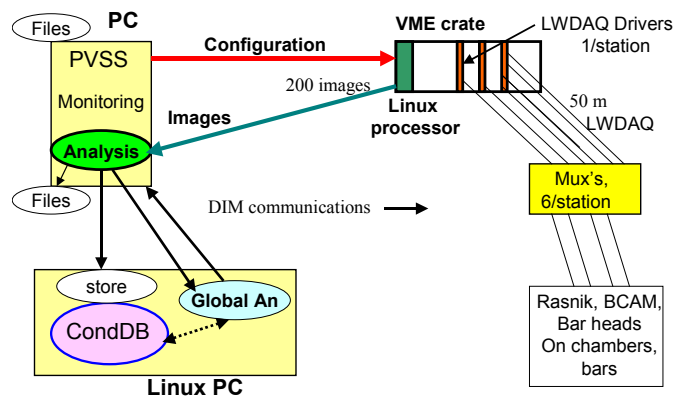 Files
PC
PVSS
Monitoring
Analysis
Files
Configuration
200 images
Images
VME crate
LWDAQ Drivers
1/station
Linux
processor
50 m
LWDAQ
Mux's,
6/station
DIM communications
store
Global An
CondDB
Linux PC
Rasnik, BCAM,
Bar heads
On chambers,
bars